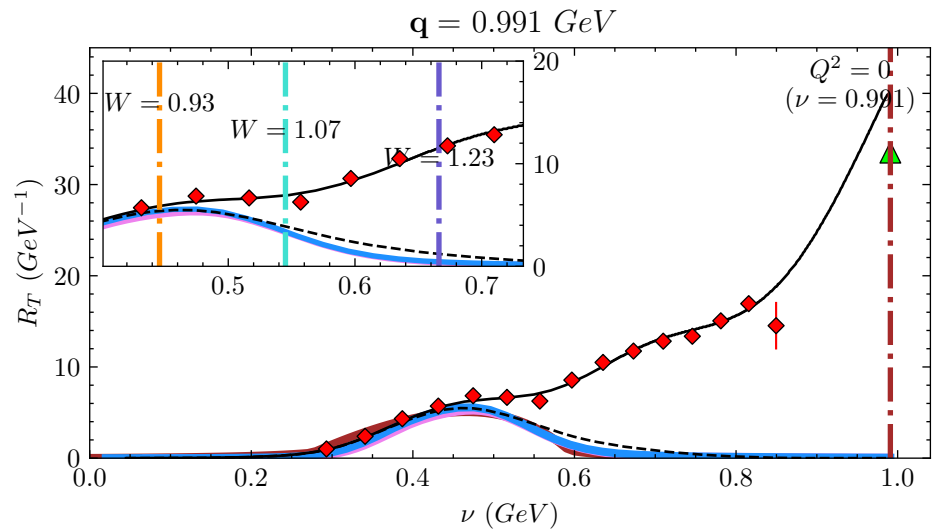 q = 0.991 GeV
R_T (GeV⁻¹)
40
30
20
10
0
W = 0.93
W = 1.07
W = 1.23
20
10
0
0.5 0.6 0.7
Q² = 0
(ν = 0.991)
0.0 0.2 0.4 0.6 0.8 1.0
ν (GeV)